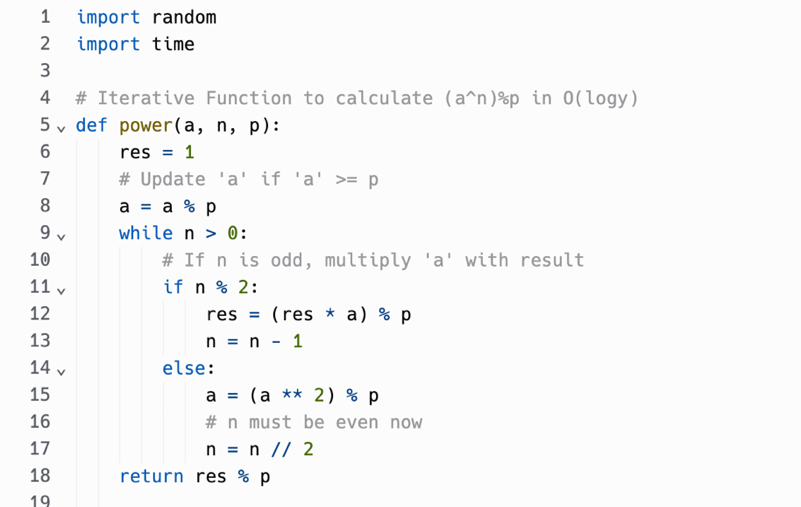 1 import random
2 import time
3
4 # Iterative Function to calculate (a^n)%p in O(logy)
5 def power(a, n, p):
6     res = 1
7     # Update 'a' if 'a' >= p
8     a = a % p
9     while n > 0:
10         # If n is odd, multiply 'a' with result
11         if n % 2:
12             res = (res * a) % p
13             n = n - 1
14         else:
15             a = (a ** 2) % p
16             # n must be even now
17             n = n // 2
18     return res % p
19